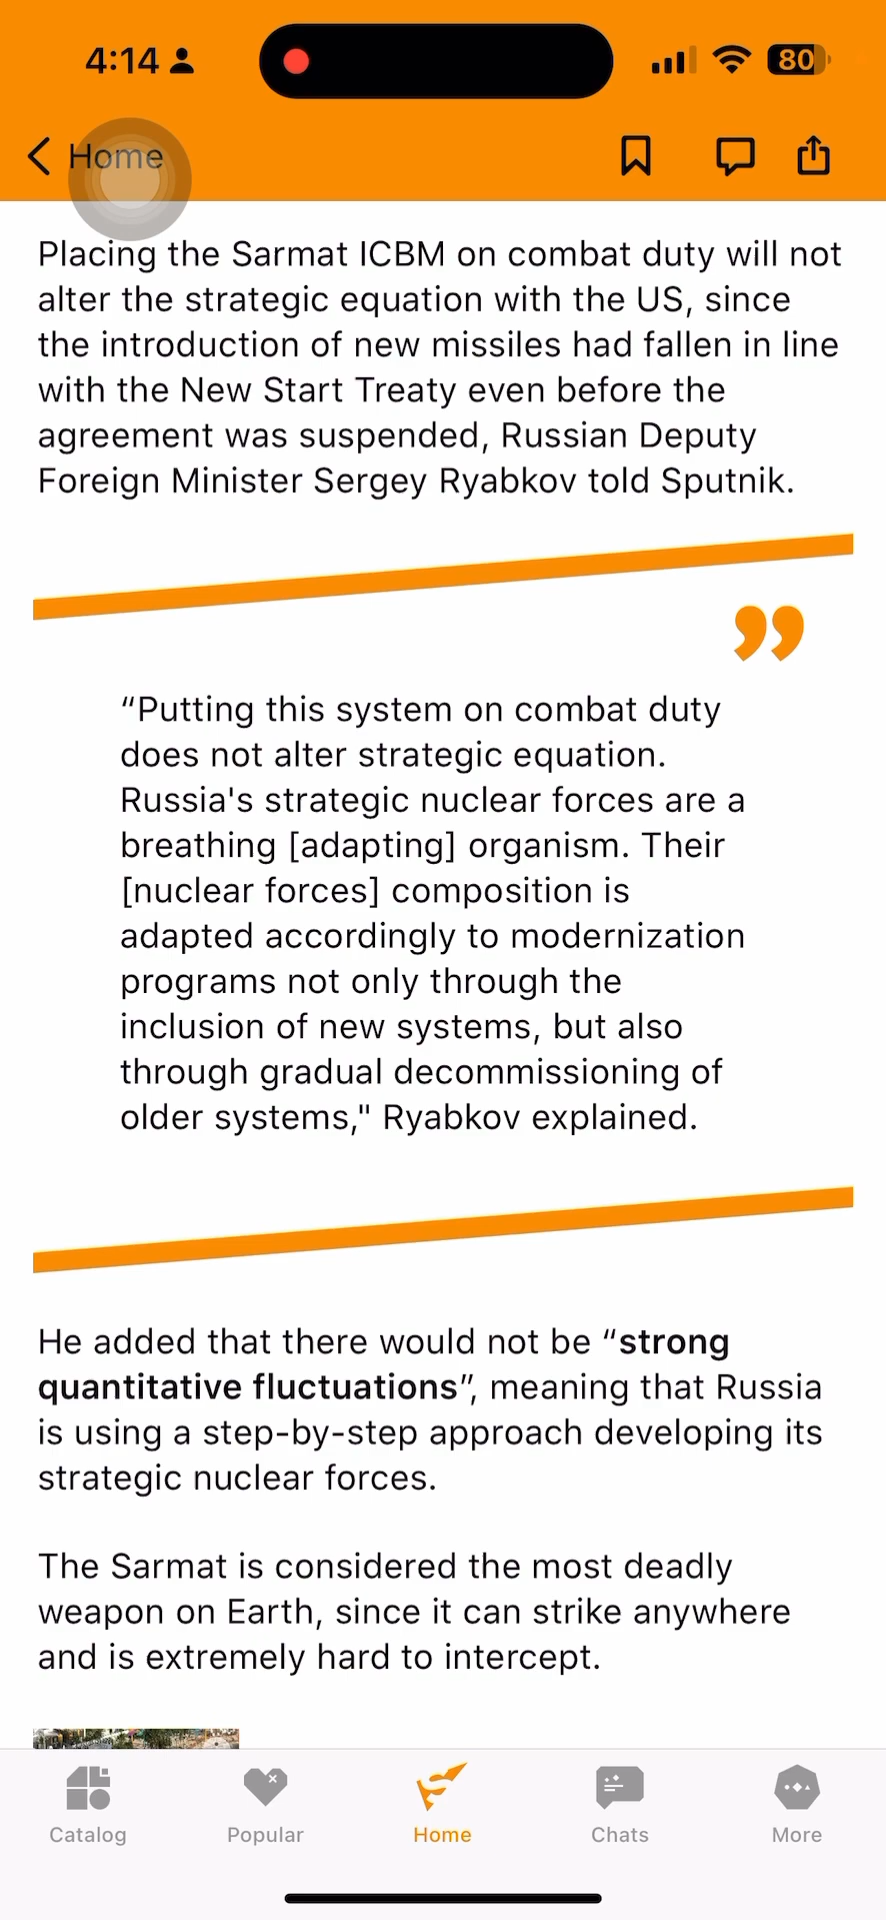 4:14
80
Home
Placing the Sarmat ICBM on combat duty will not
alter the strategic equation with the US, since
the introduction of new missiles had fallen in line
with the New Start Treaty even before the
agreement was suspended, Russian Deputy
Foreign Minister Sergey Ryabkov told Sputnik.
”
“Putting this system on combat duty
does not alter strategic equation.
Russia's strategic nuclear forces are a
breathing [adapting] organism. Their
[nuclear forces] composition is
adapted accordingly to modernization
programs not only through the
inclusion of new systems, but also
through gradual decommissioning of
older systems," Ryabkov explained.
He added that there would not be “strong
quantitative fluctuations”, meaning that Russia
is using a step-by-step approach developing its
strategic nuclear forces.
The Sarmat is considered the most deadly
weapon on Earth, since it can strike anywhere
and is extremely hard to intercept.
Catalog
Popular
Home
Chats
More